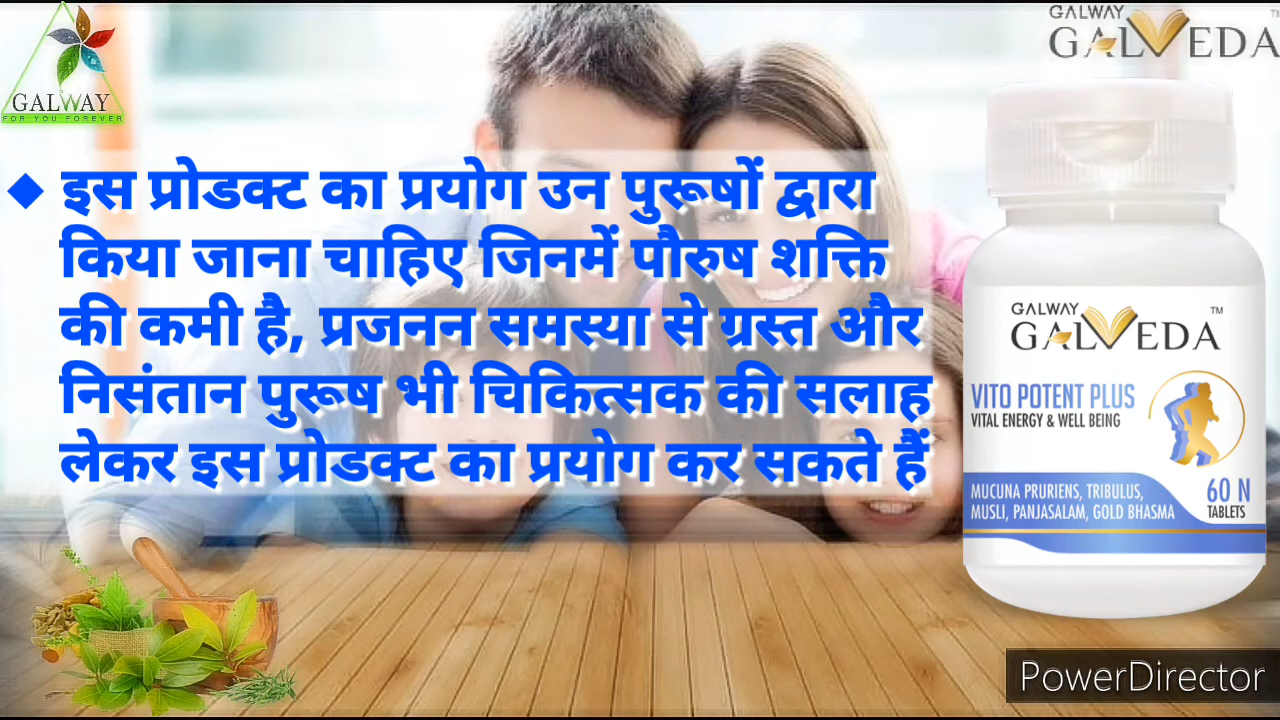 GALWAY
FOR YOU, FOREVER
GALWAY
GALVEDA
TM
◆ इस प्रोडक्ट का प्रयोग उन पुरूषों द्वारा
किया जाना चाहिए जिनमें पौरुष शक्ति
की कमी है, प्रजनन समस्या से ग्रस्त और
निसंतान पुरूष भी चिकित्सक की सलाह
लेकर इस प्रोडक्ट का प्रयोग कर सकते हैं
GALWAY
GALVEDA
TM
VITO POTENT PLUS
VITAL ENERGY & WELL BEING
MUCUNA PRURIENS, TRIBULUS,
MUSLI, PANJASALAM, GOLD BHASMA
60 N
TABLETS
PowerDirector